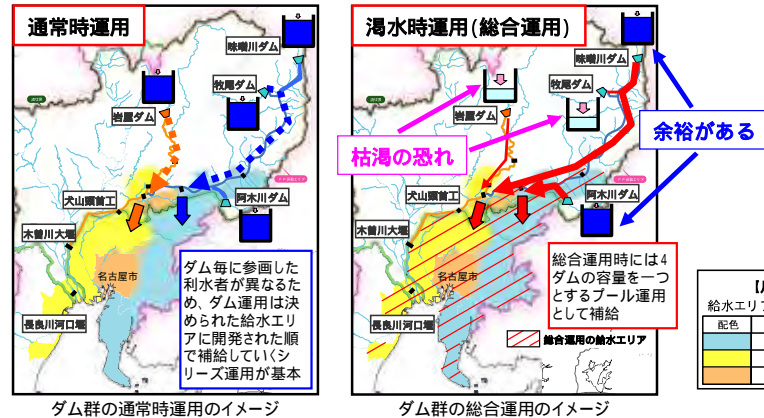 通常時運用
味噌川ダム
牧尾ダム
岩屋ダム
犬山頭首工
阿木川ダム
木曽川大堰
名古屋市
長良川河口堰
ダム毎に参画した
利水者が異なるた
め、ダム運用は決
められた給水エリ
アに開発された順
で補給していく(シ
リーズ運用が基本
ダム群の通常時運用のイメージ
渇水時運用(総合運用)
味噌川ダム
牧尾ダム
岩屋ダム
枯渇の恐れ
余裕がある
犬山頭首工
阿木川ダム
木曽川大堰
名古屋市
長良川河口堰
総合運用時には4
ダムの容量を一つ
とするプール運用
として補給
総合運用の給水エリア
ダム群の総合運用のイメージ
給水エリ
配色